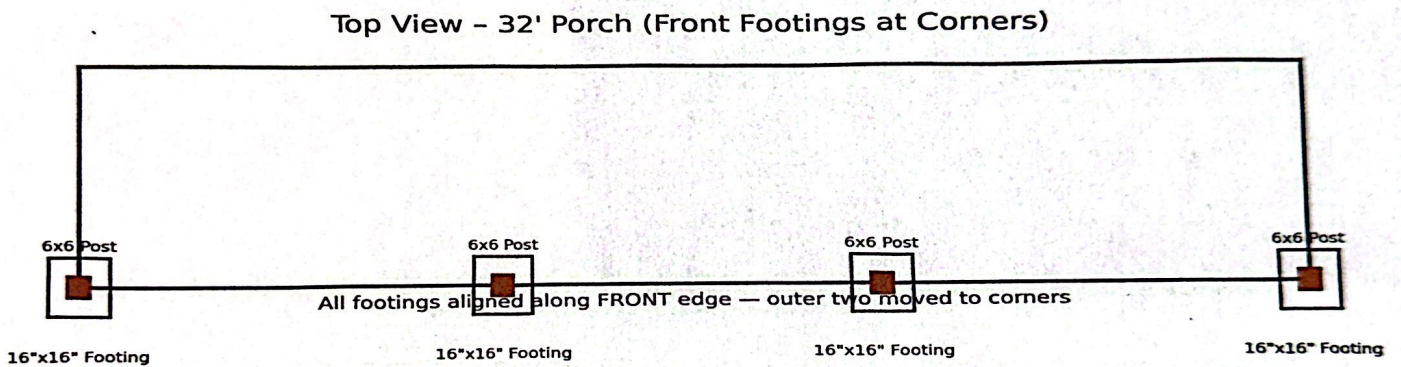 Top View – 32' Porch (Front Footings at Corners)
6x6 Post
6x6 Post
6x6 Post
6x6 Post
All footings aligned along FRONT edge — outer two moved to corners
16"x16" Footing
16"x16" Footing
16"x16" Footing
16"x16" Footing